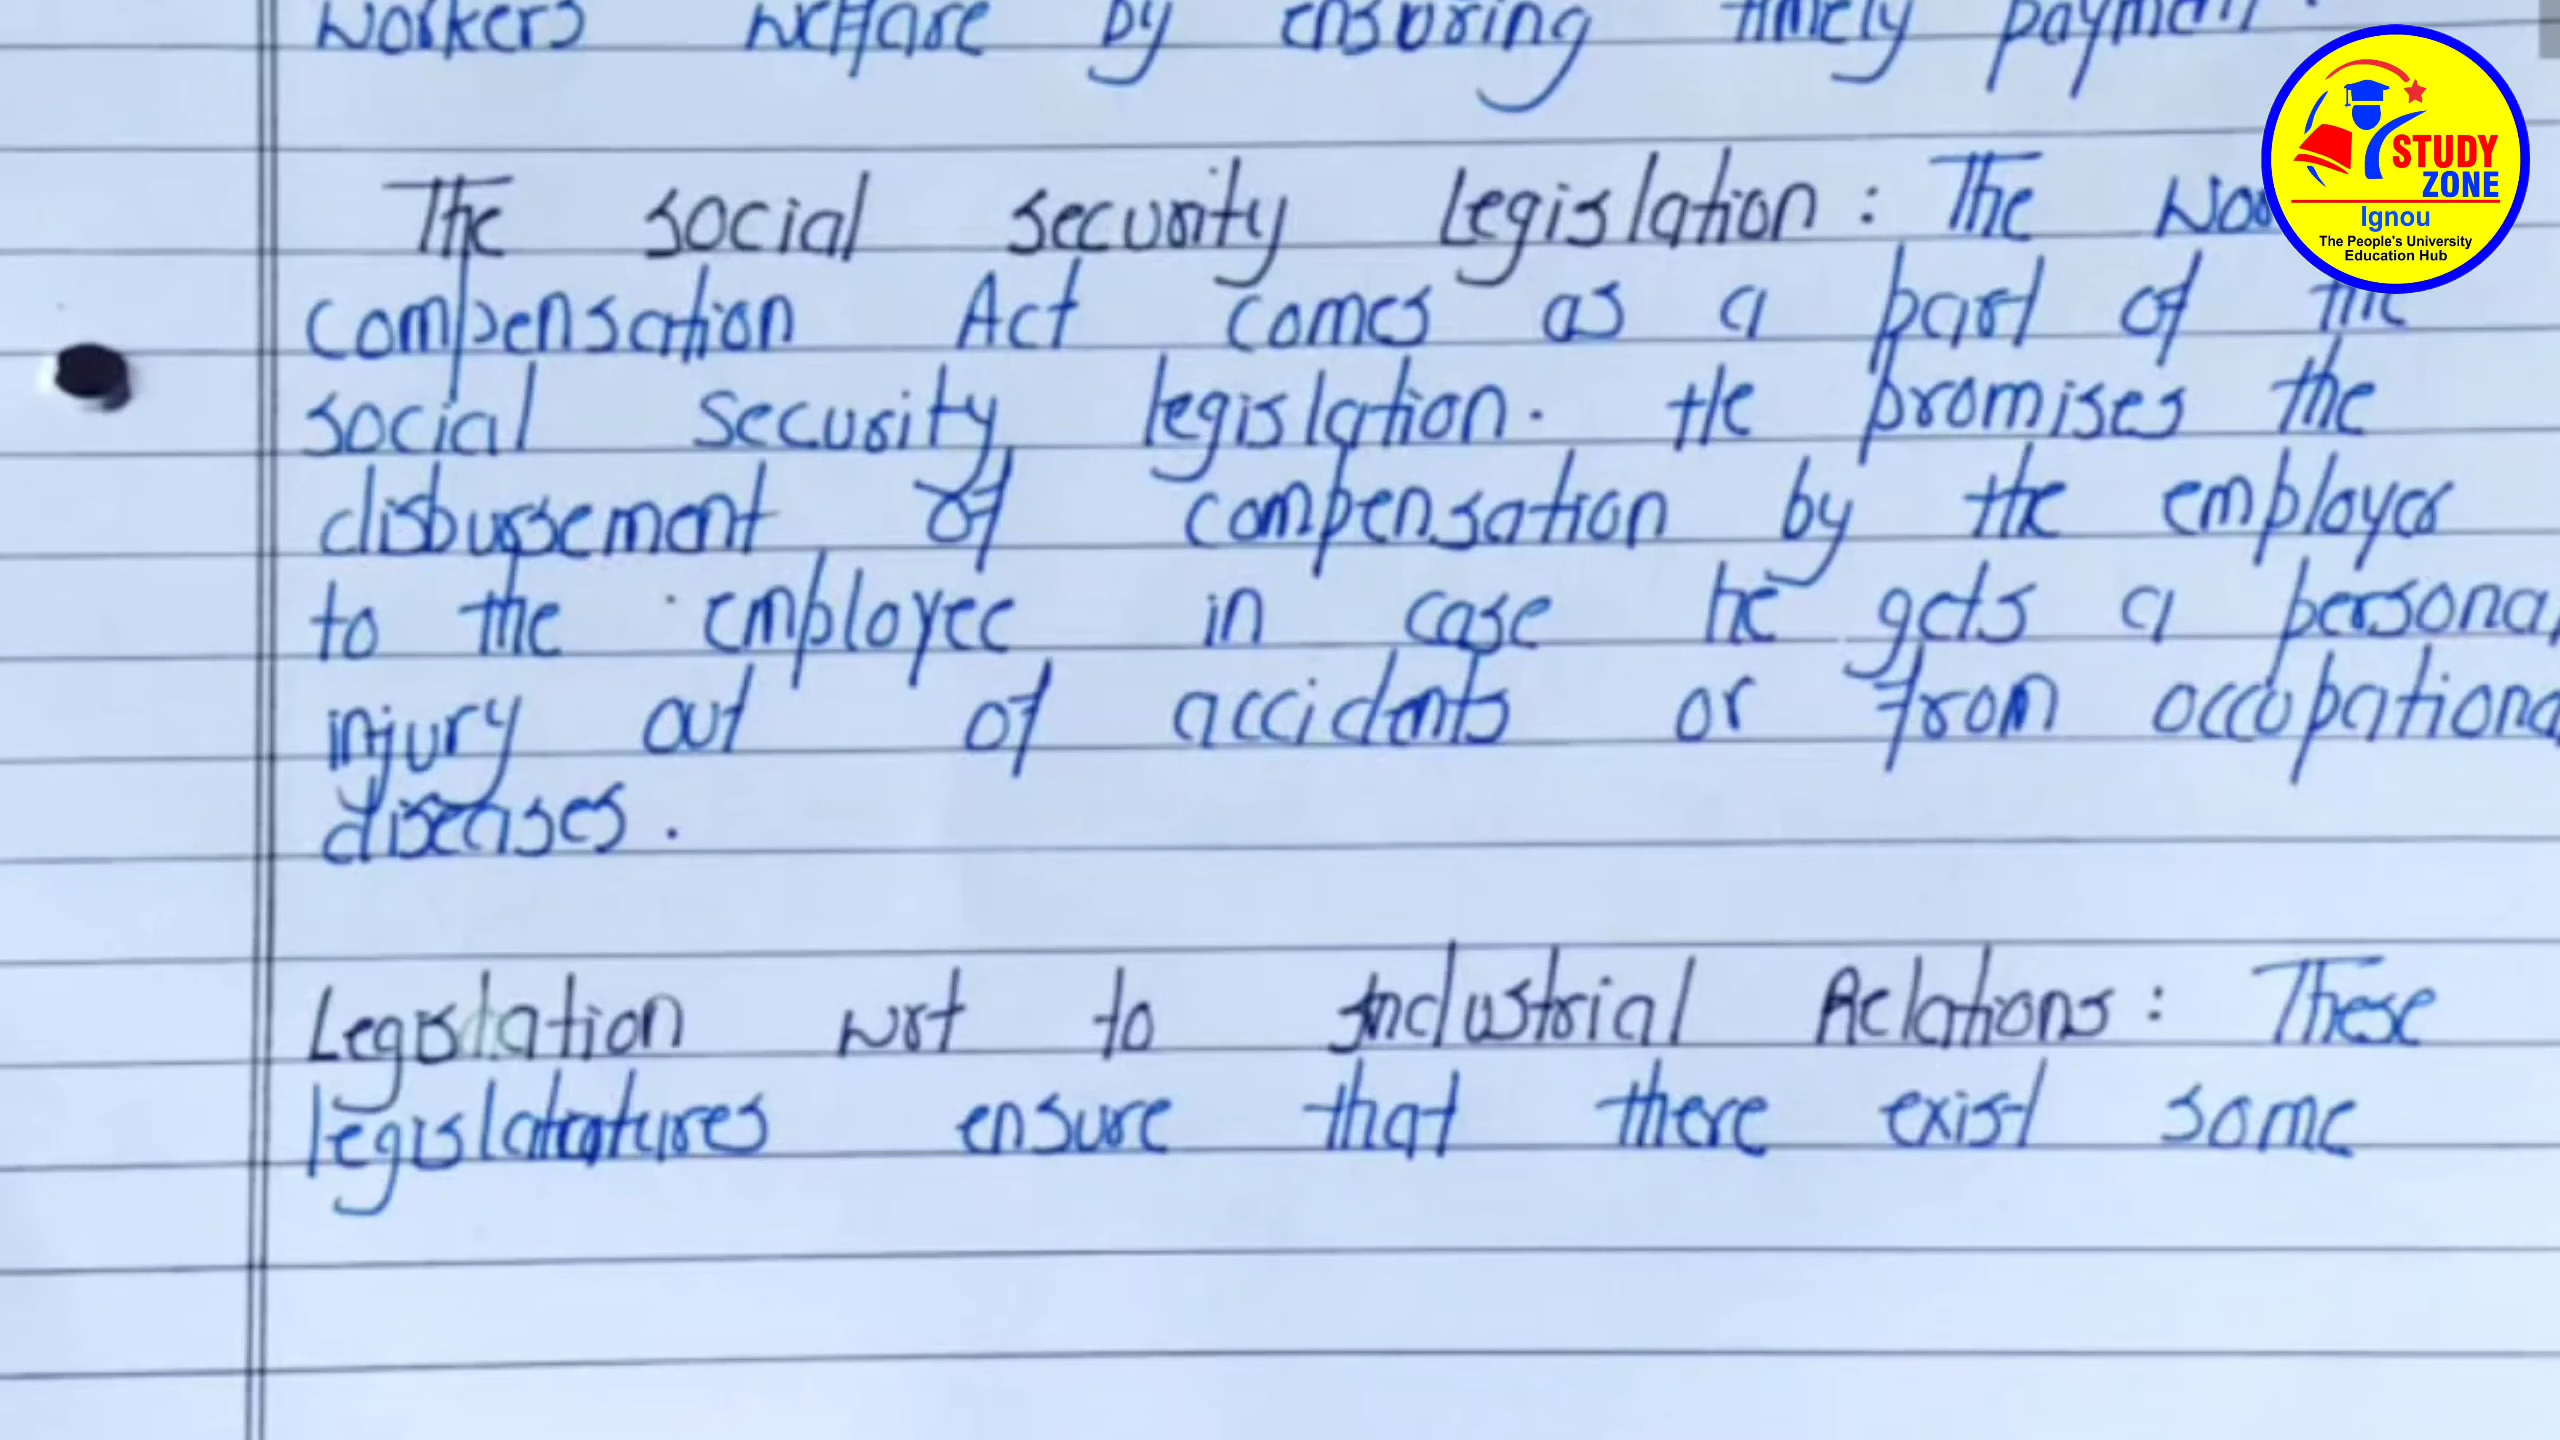 workers welfare by ensuring timely payment.
The social security Legislation: The
compensation Act comes as a part of the
social security legislation. He promises the
disbursement of compensation by the employer
to the employee in case he gets a personal
injury out of accidents or from occupational
diseases.
Legislation wrt to Industrial Relations: These
legislatures ensure that there exist some
STUDY
ZONE
Ignou
The People's University
Education Hub